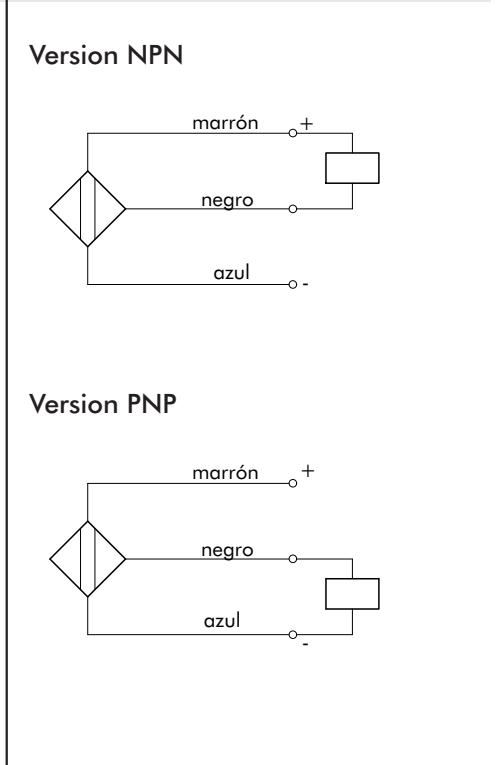 Version NPN
marrón +
negro
azul -
Version PNP
marrón +
negro
azul
-